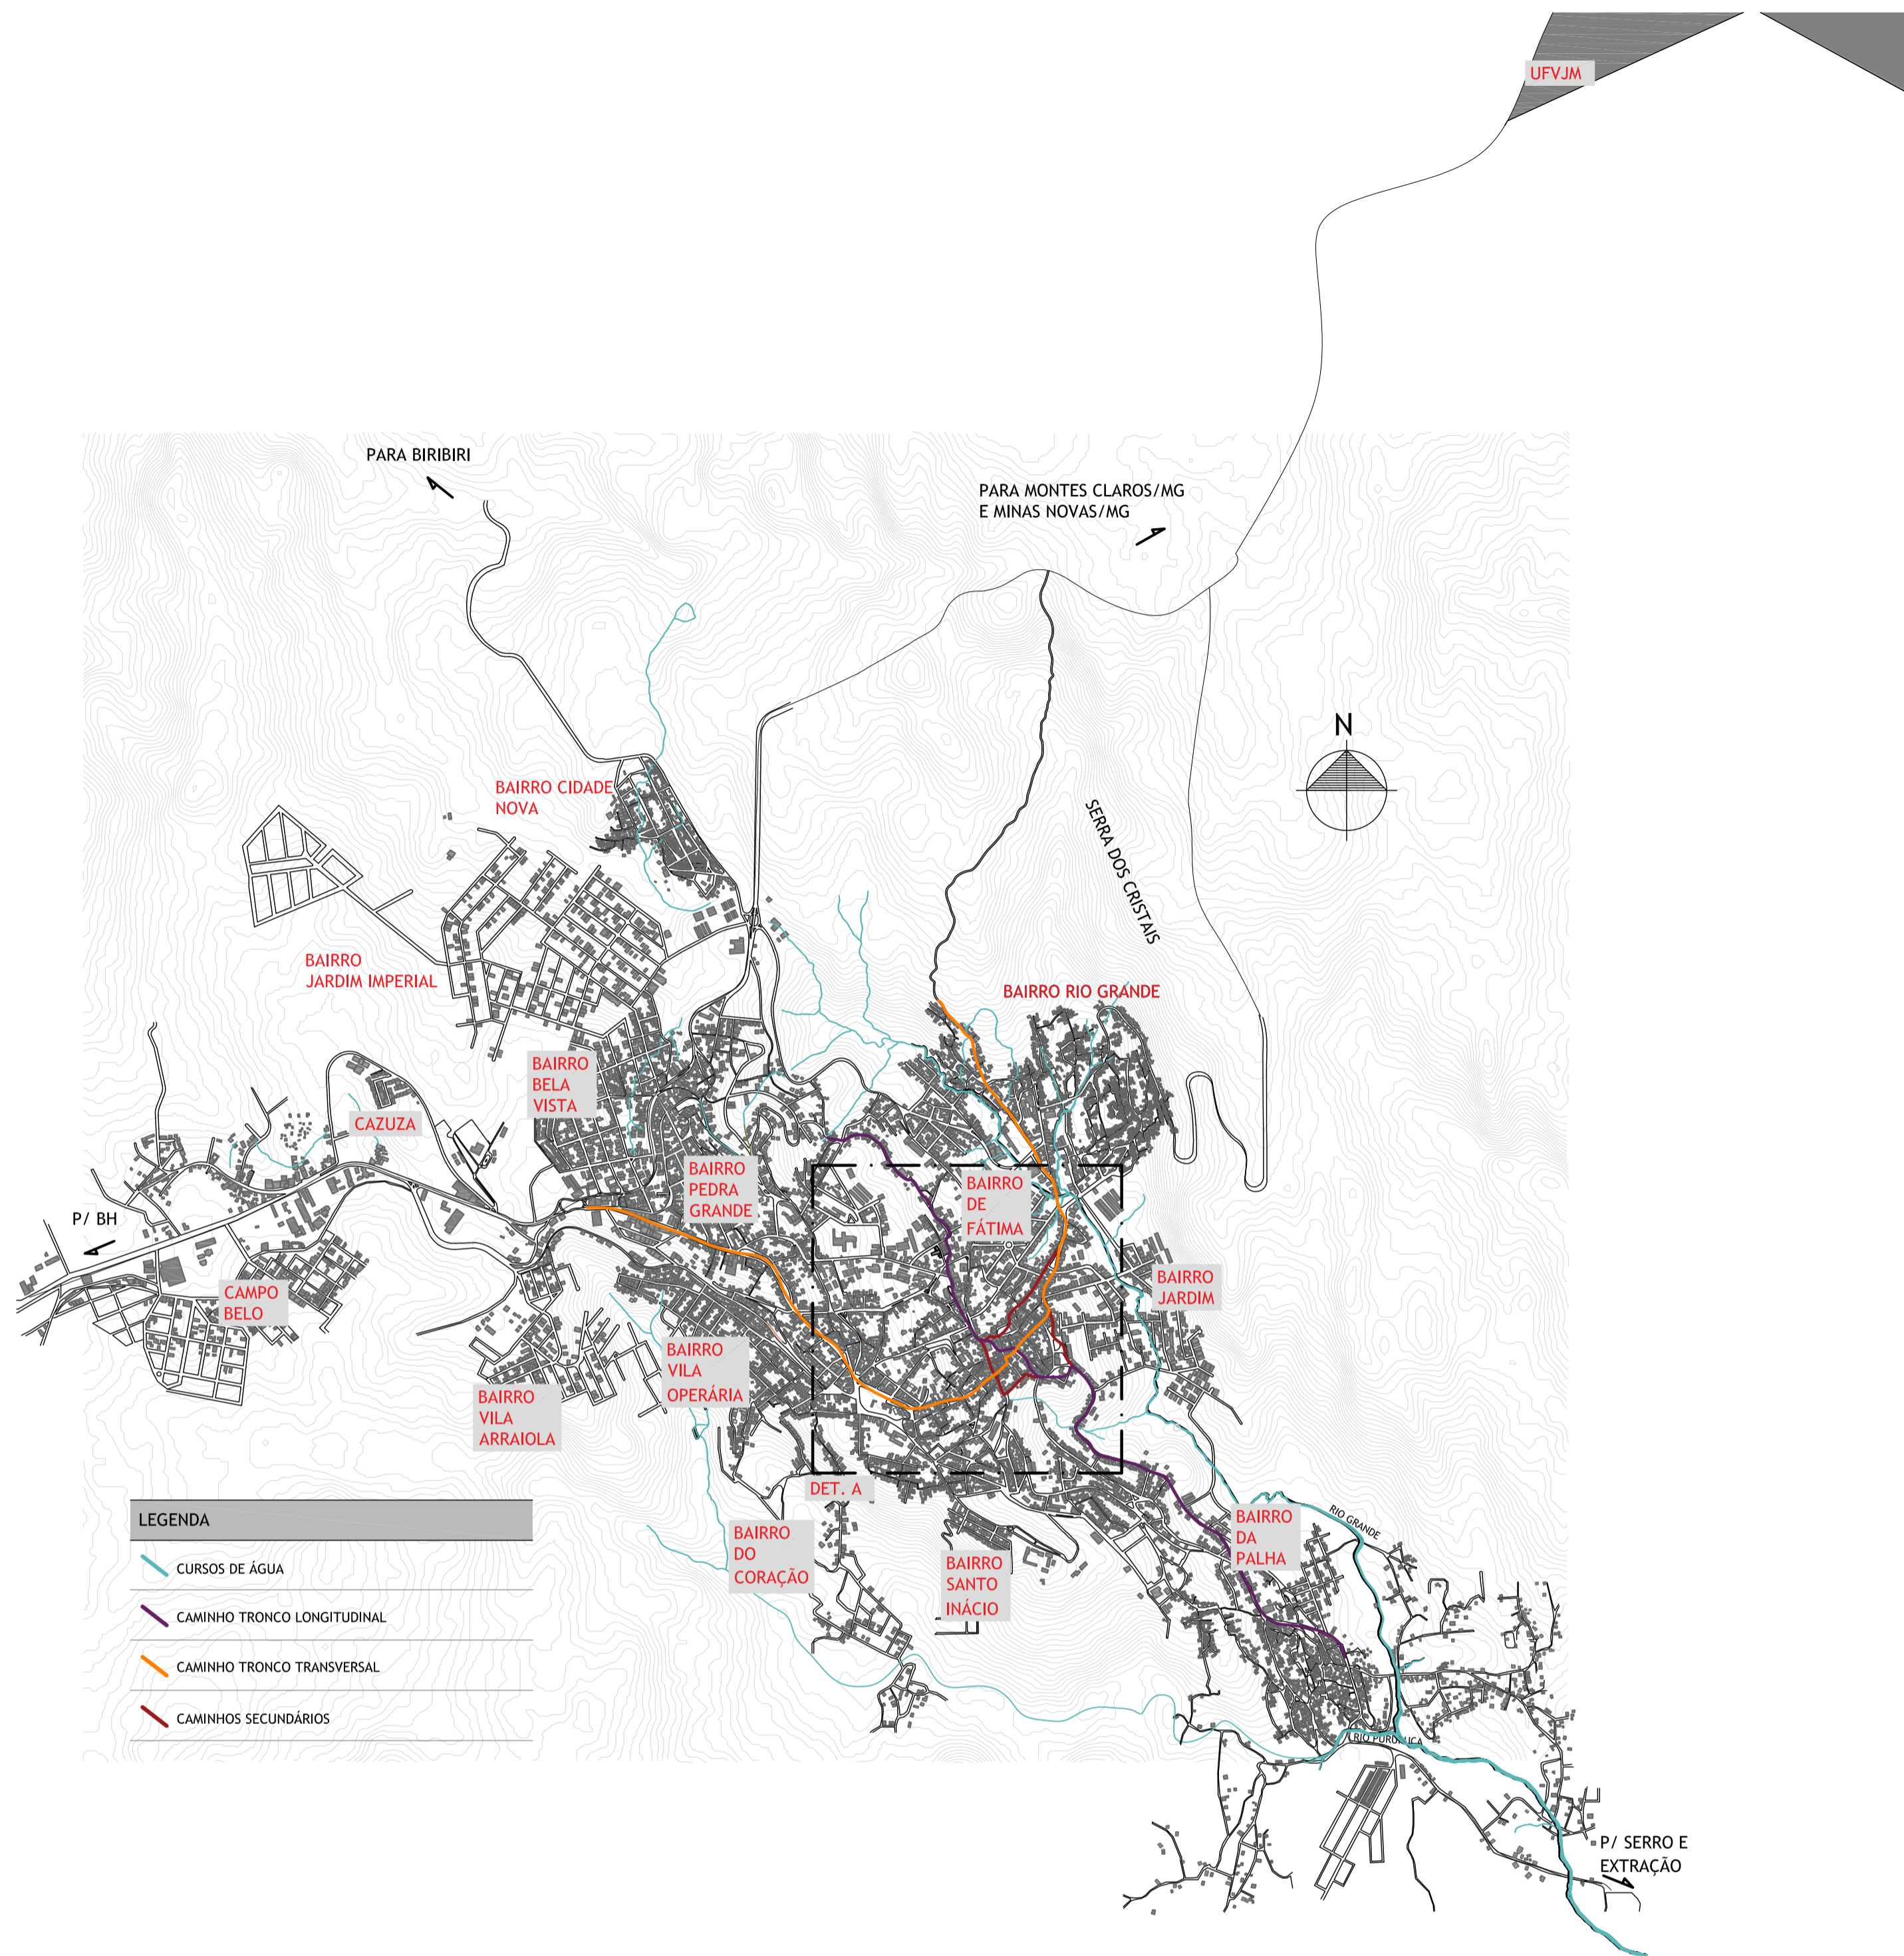 UFVJM
PARA BIRIBIRI
PARA MONTES CLAROS/MG
E MINAS NOVAS/MG
N
SERRA DOS CRISTAIS
BAIRRO CIDADE
NOVA
BAIRRO
JARDIM IMPERIAL
BAIRRO RIO GRANDE
BAIRRO
BELA
VISTA
CAZUZA
BAIRRO
PEDRA
GRANDE
BAIRRO
DE
FÁTIMA
P/ BH
CAMPO
BELO
BAIRRO
JARDIM
BAIRRO
VILA
OPERÁRIA
BAIRRO
VILA
ARRAIOLA
DET. A
BAIRRO
DO
CORAÇÃO
BAIRRO
SANTO
INÁCIO
BAIRRO
DA
PALHA
RIO GRANDE
RIO PURURUCA
P/ SERRO E
EXTRAÇÃO
LEGENDA
CURSOS DE ÁGUA
CAMINHO TRONCO LONGITUDINAL
CAMINHO TRONCO TRANSVERSAL
CAMINHOS SECUNDÁRIOS